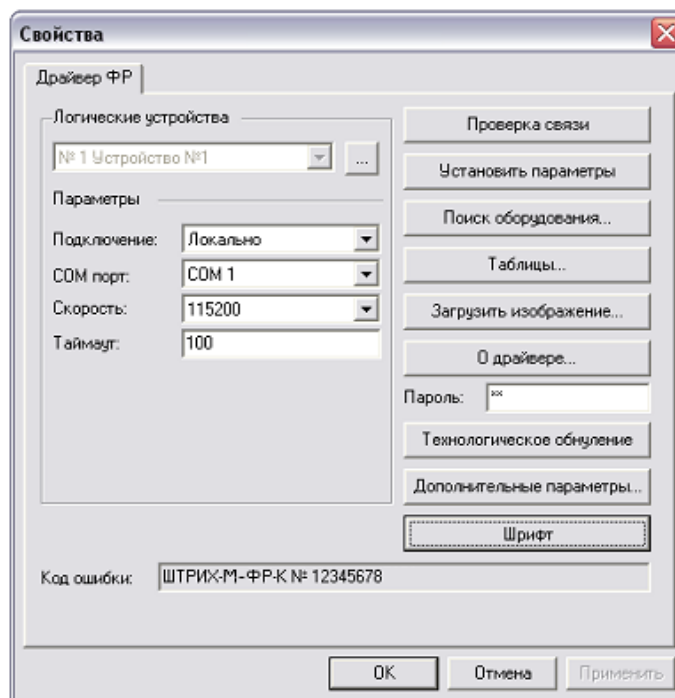 Свойства
Драйвер ФР
Логические устройства
№ 1 Устройство №1
...
Параметры
Подключение: Локально
COM порт: COM 1
Скорость: 115200
Таймаут: 100
Проверка связи
Установить параметры
Поиск оборудования...
Таблицы...
Загрузить изображение...
О драйвере...
Пароль: **
Технологическое обнуление
Дополнительные параметры...
Шрифт
Код ошибки: ШТРИХ-М-ФР-К № 12345678
OK
Отмена
Применить